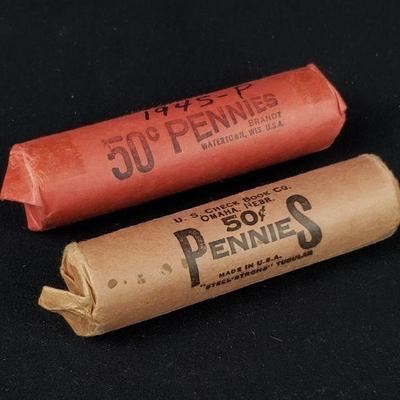 1945-P
50¢ PENNIES
BRANDT
WATERTOWN, WIS. U.S.A.
U. S. CHECK BOOK CO.
OMAHA, NEBR.
50¢
PENNIES
MADE IN U.S.A.
"STEEL-STRONG" TUBULAR